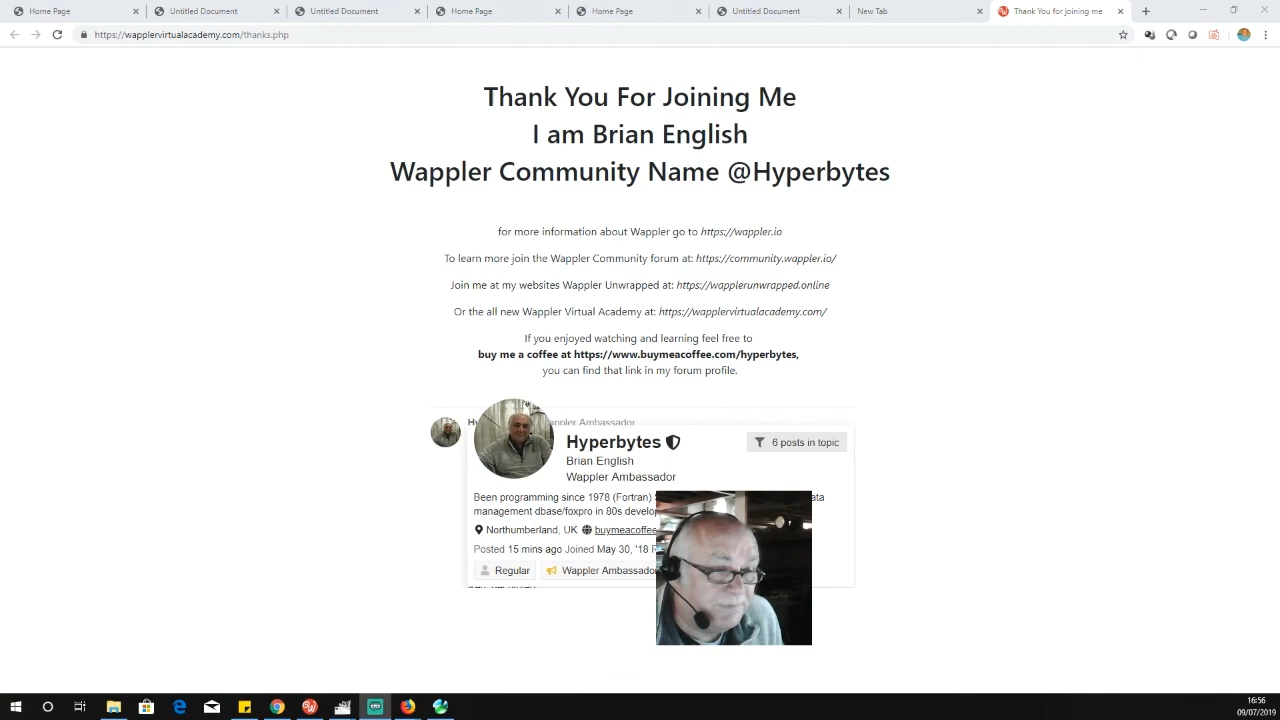 Home Page
Untitled Document
Untitled Document
Home Page
Home Page
Untitled Document
New Tab
Thank You for joining me
https://wapplervirtualacademy.com/thanks.php
Thank You For Joining Me
I am Brian English
Wappler Community Name @Hyperbytes
for more information about Wappler go to https://wappler.io
To learn more join the Wappler Community forum at: https://community.wappler.io/
Join me at my websites Wappler Unwrapped at: https://wapplerunwrapped.online
Or the all new Wappler Virtual Academy at: https://wapplervirtualacademy.com/
If you enjoyed watching and learning feel free to
buy me a coffee at https://www.buymeacoffee.com/hyperbytes,
you can find that link in my forum profile.
Wappler Ambassador
Hyperbytes
6 posts in topic
Brian English
Wappler Ambassador
Been programming since 1978 (Fortran)
management dbase/foxpro in 80s
Northumberland, UK buymeacoffee
Posted 15 mins ago Joined May 30, '18
Regular
Wappler Ambassador
16:56
09/07/2019